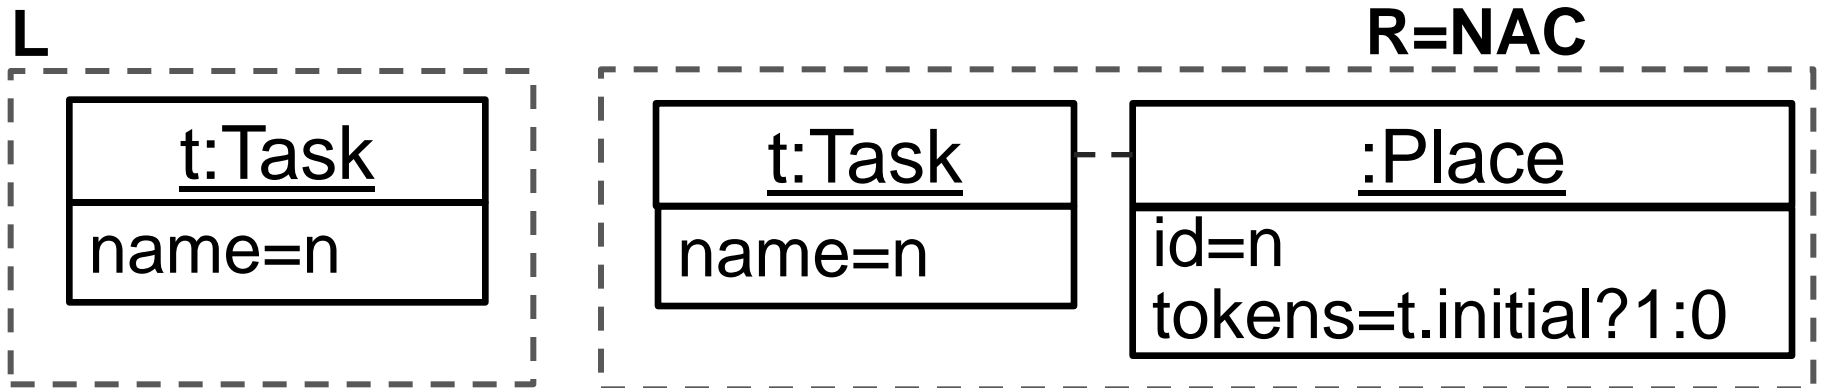 L
t:Task
name=n
R=NAC
t:Task
name=n
:Place
id=n
tokens=t.initial?1:0